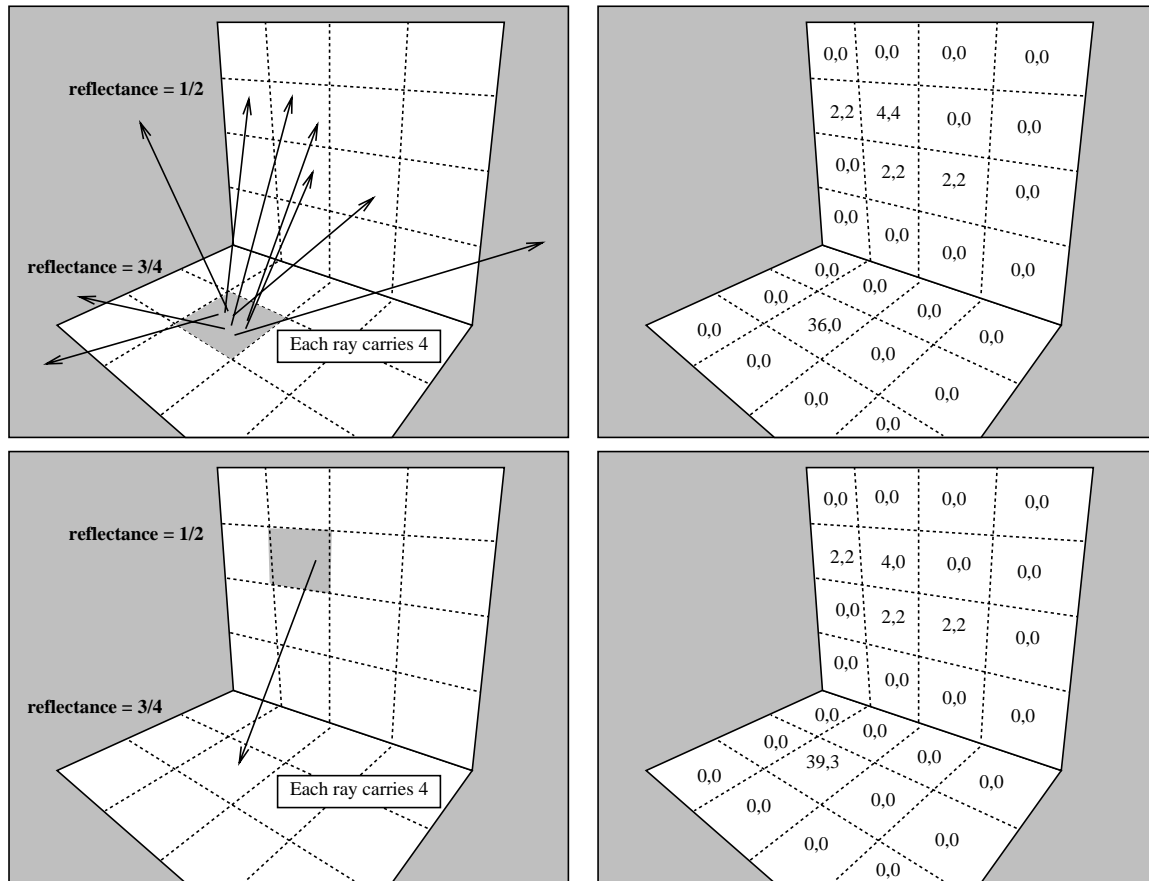 reflectance = 1/2
reflectance = 3/4
Each ray carries 4
0,0 0,0 0,0 0,0
2,2 4,4 0,0 0,0
0,0 2,2 2,2 0,0
0,0 0,0 0,0 0,0
0,0 0,0 0,0 0,0
0,0 36,0 0,0 0,0
0,0 0,0 0,0
0,0 0,0
reflectance = 1/2
reflectance = 3/4
Each ray carries 4
0,0 0,0 0,0 0,0
2,2 4,0 0,0 0,0
0,0 2,2 2,2 0,0
0,0 0,0 0,0 0,0
0,0 0,0 0,0 0,0
0,0 39,3 0,0 0,0
0,0 0,0 0,0
0,0 0,0